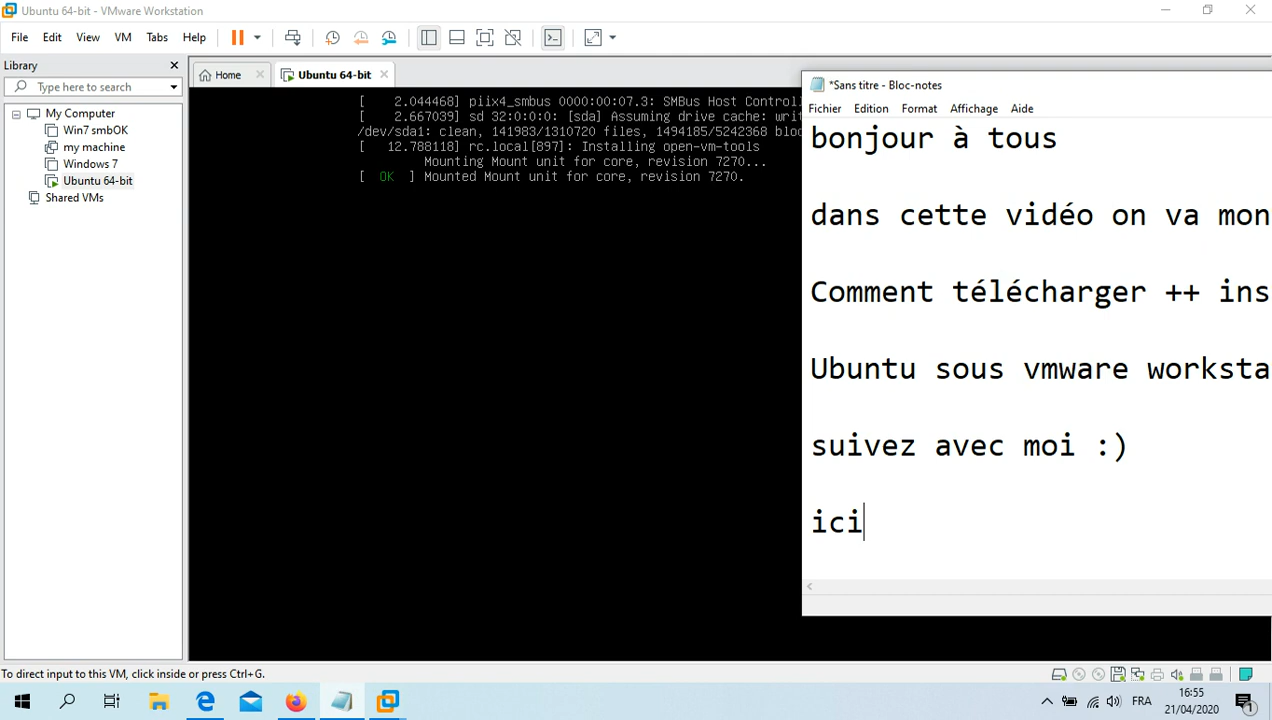 Ubuntu 64-bit - VMware Workstation
File Edit View VM Tabs Help
Library
Type here to search
My Computer
Win7 smbOK
my machine
Windows 7
Ubuntu 64-bit
Shared VMs
Home
Ubuntu 64-bit
[ 2.044468] piix4_smbus 0000:00:07.3: SMBus Host Controll
[ 2.667039] sd 32:0:0:0: [sda] Assuming drive cache: writ
/dev/sda1: clean, 141983/1310720 files, 1494185/5242368 bloc
[ 12.788118] rc.local[897]: Installing open-vm-tools
Mounting Mount unit for core, revision 7270...
[ OK ] Mounted Mount unit for core, revision 7270.
*Sans titre - Bloc-notes
Fichier Edition Format Affichage Aide
bonjour à tous
dans cette vidéo on va mon
Comment télécharger ++ ins
Ubuntu sous vmware worksta
suivez avec moi :)
ici
To direct input to this VM, click inside or press Ctrl+G.
FRA
16:55
21/04/2020
1